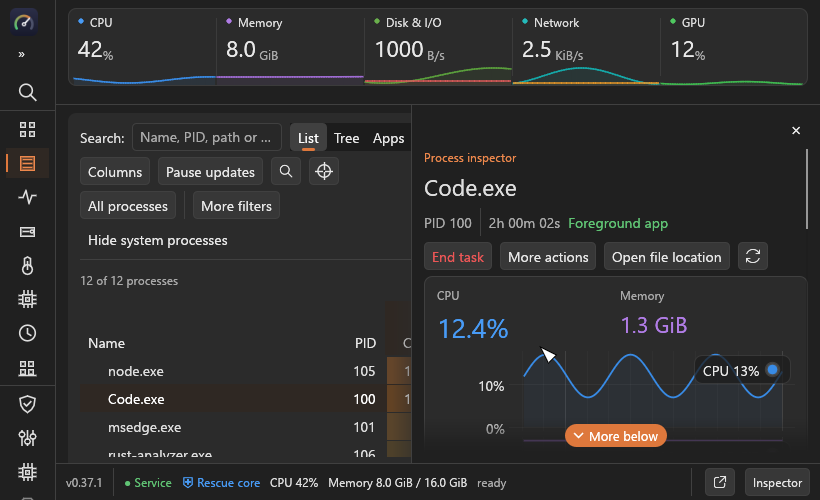 CPU
Memory
Disk & I/O
Network
GPU
42%
8.0 GiB
1000 B/s
2.5 KiB/s
12%
»
Search:
Name, PID, path or ...
List
Tree
Apps
Columns
Pause updates
All processes
More filters
Hide system processes
12 of 12 processes
Name
PID
C
node.exe
105
1
Code.exe
100
1
msedge.exe
101
rust-analyzer.exe
106
Process inspector
Code.exe
PID 100
2h 00m 02s
Foreground app
End task
More actions
Open file location
CPU
Memory
12.4%
1.3 GiB
CPU 13%
10%
0%
More below
v0.37.1
Service
Rescue core
CPU 42%
Memory 8.0 GiB / 16.0 GiB
ready
Inspector